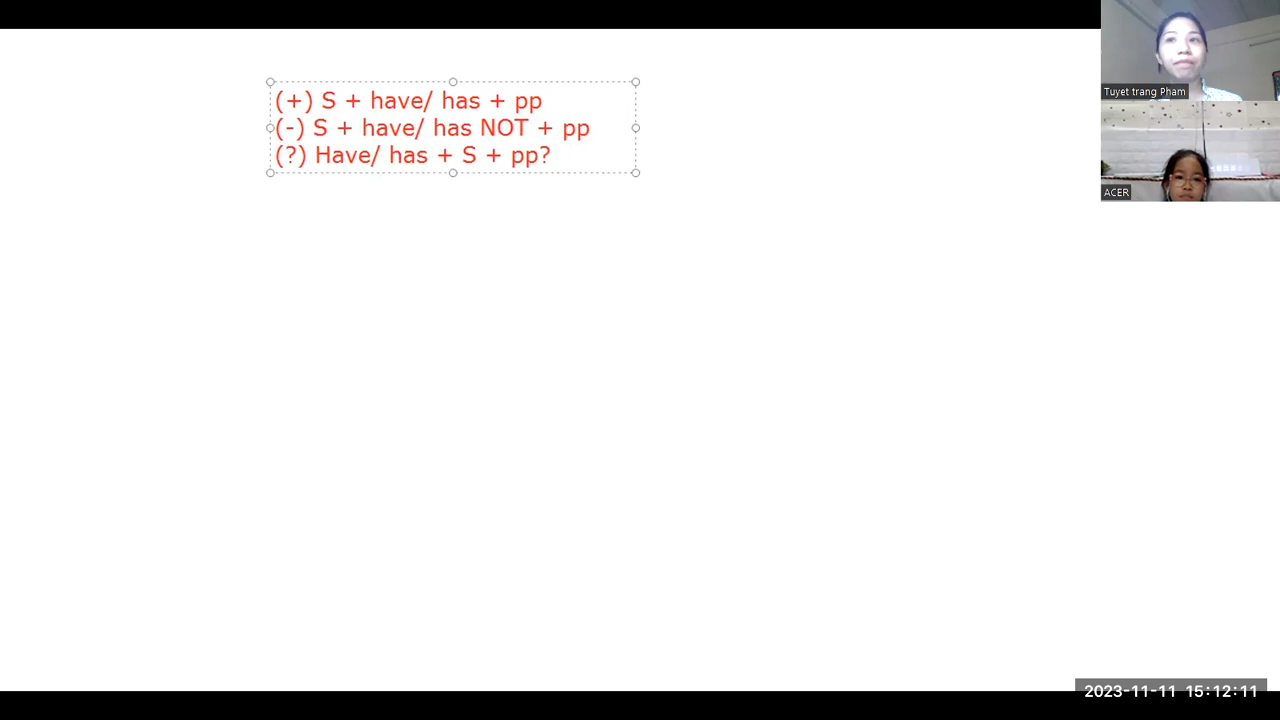 (+) S + have/ has + pp
(-) S + have/ has NOT + pp
(?) Have/ has + S + pp?
Tuyet trang Pham
ACER
2023-11-11 15:12:11